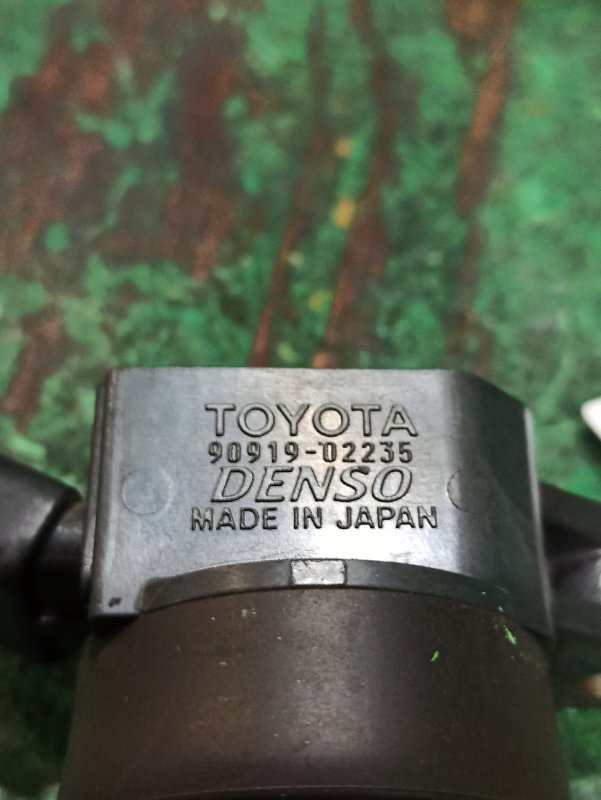 TOYOTA
90919-02235
DENSO
MADE IN JAPAN